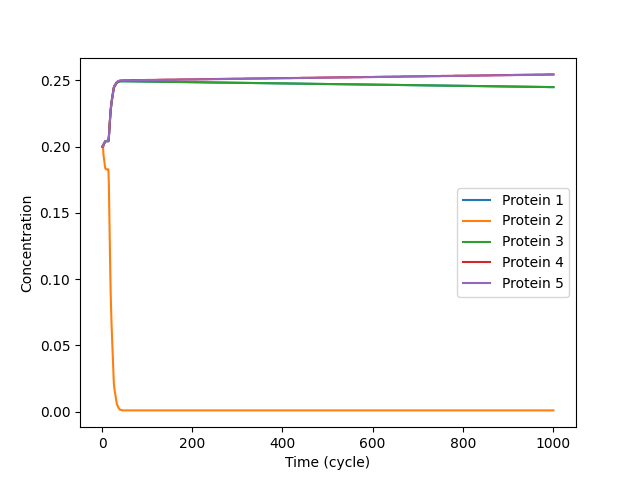 0.25
0.20
0.15
0.10
0.05
0.00
Concentration
Protein 1
Protein 2
Protein 3
Protein 4
Protein 5
0 200 400 600 800 1000
Time (cycle)